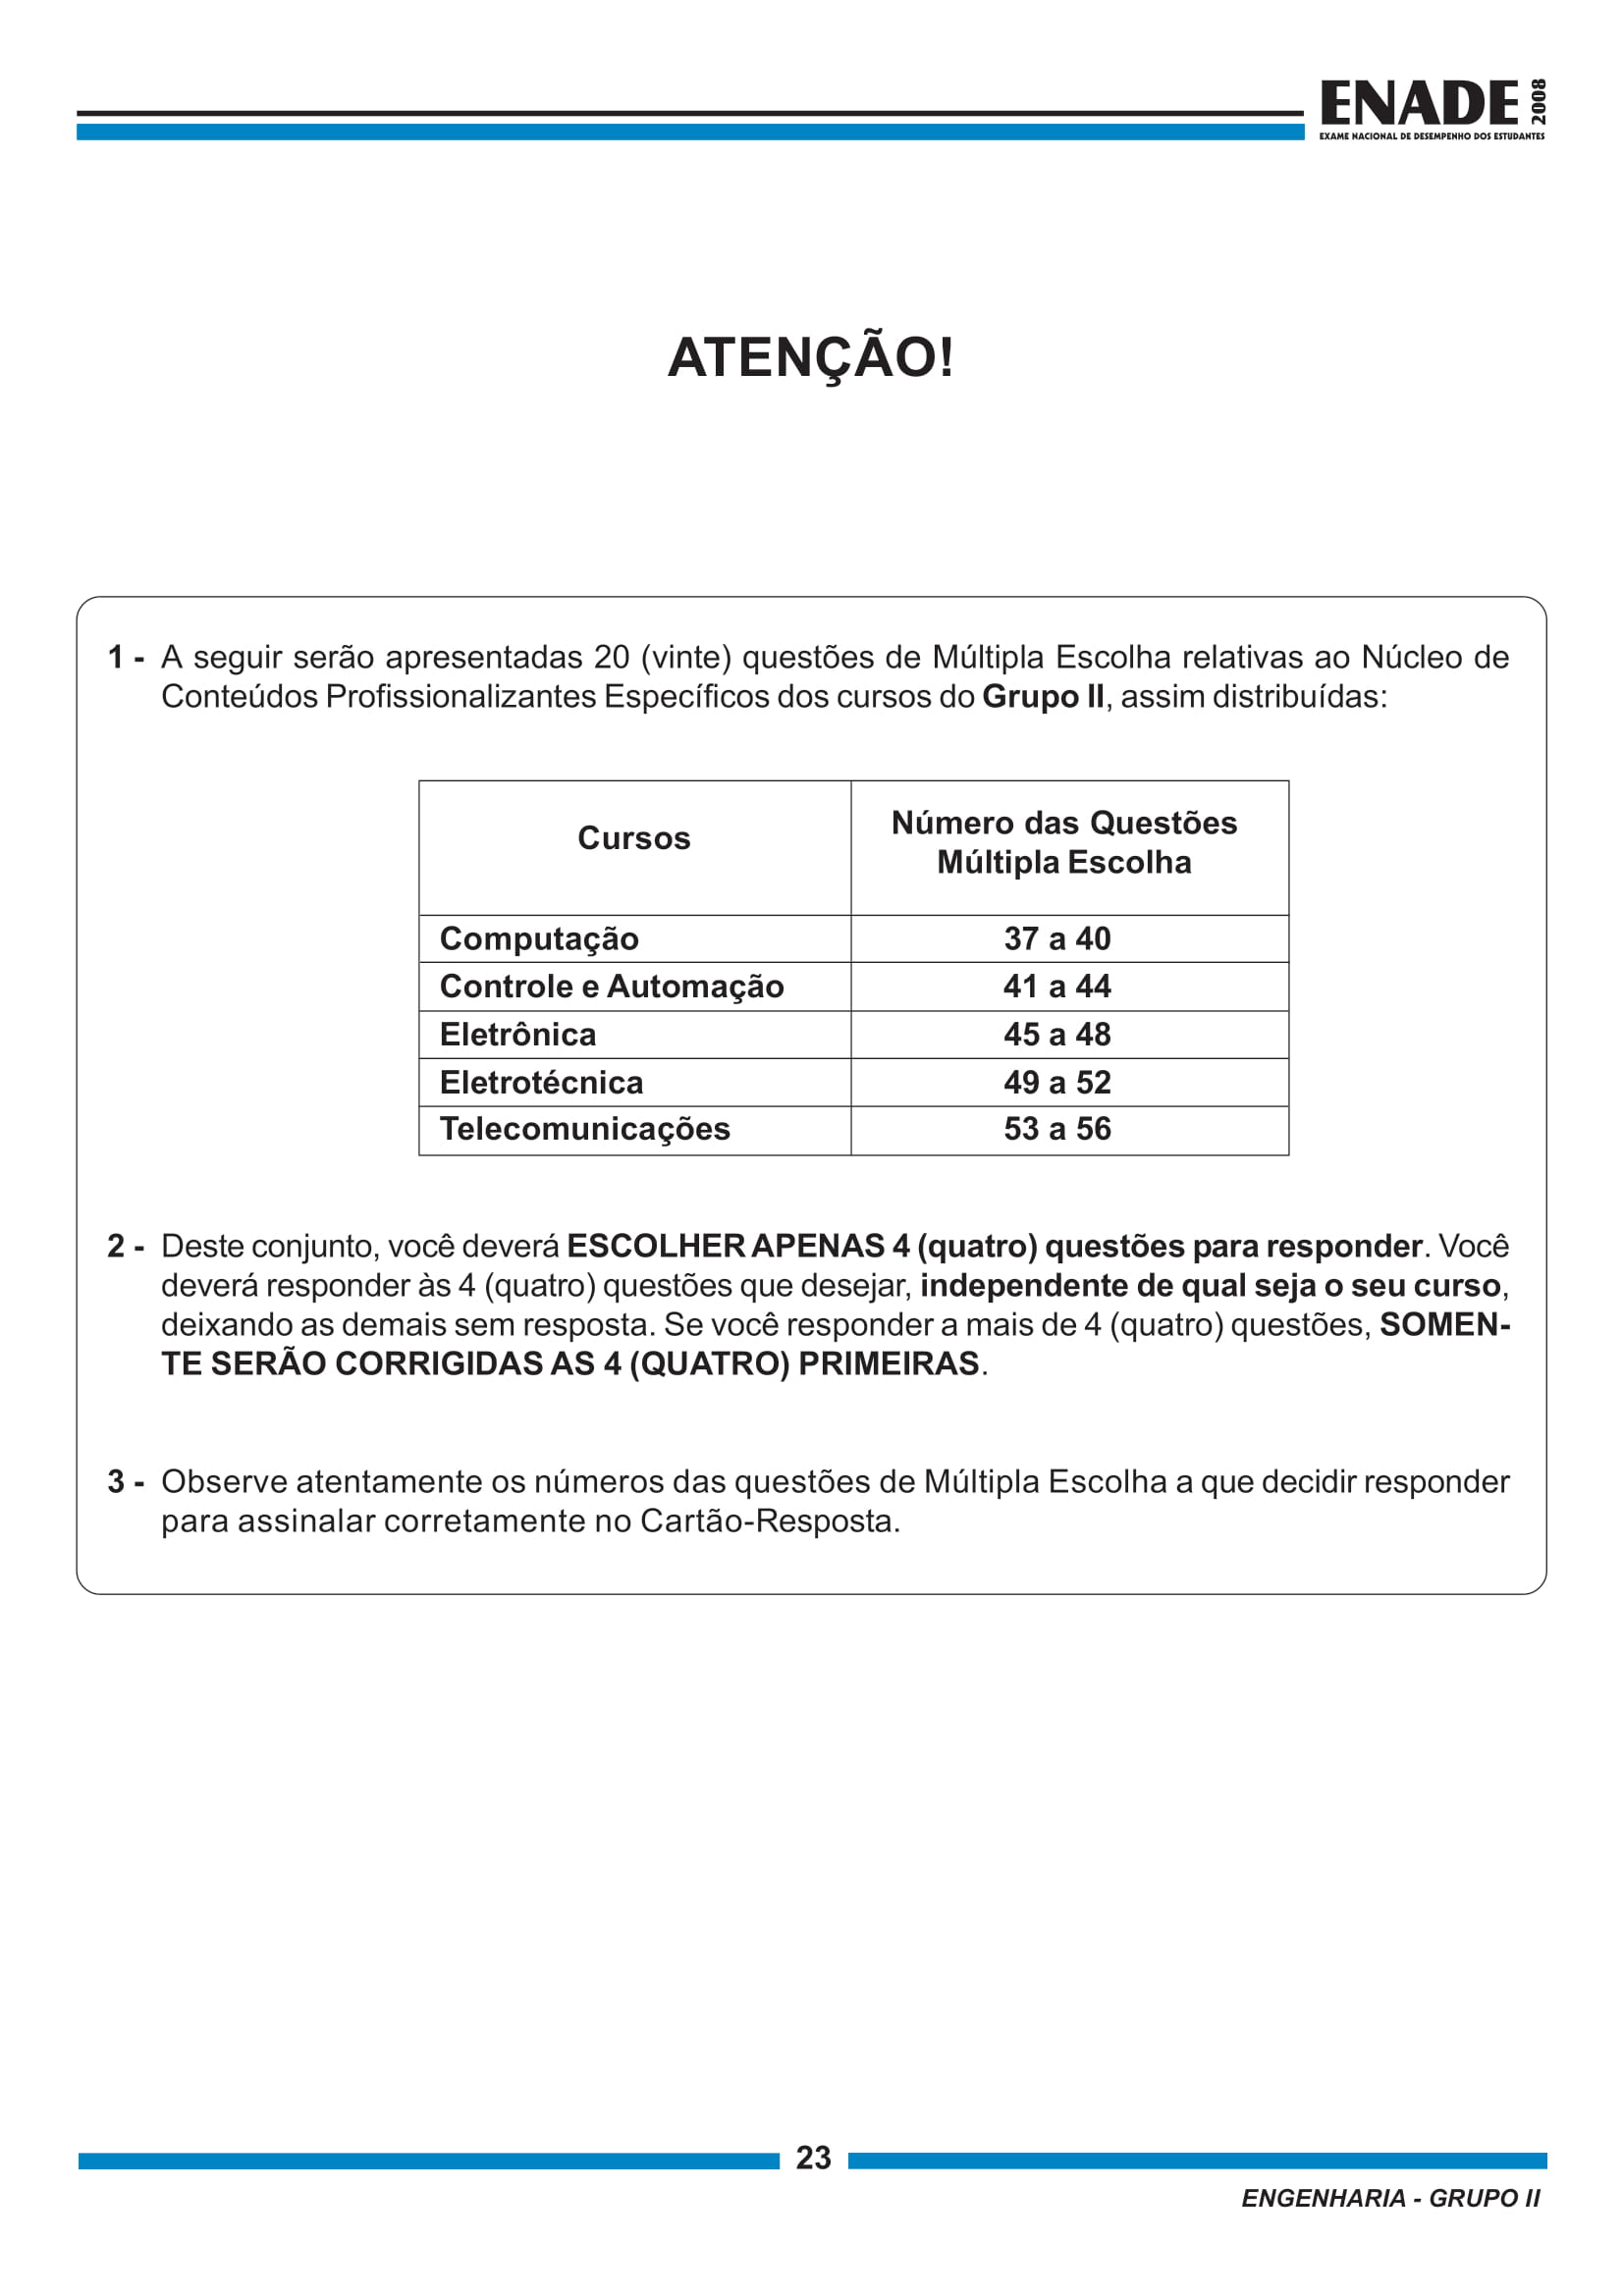 ENADE 2008
EXAME NACIONAL DE DESEMPENHO DOS ESTUDANTES
ATENÇÃO!
1 - A seguir serão apresentadas 20 (vinte) questões de Múltipla Escolha relativas ao Núcleo de
Conteúdos Profissionalizantes Específicos dos cursos do Grupo II, assim distribuídas:
Cursos
Número das Questões
Múltipla Escolha
Computação 37 a 40
Controle e Automação 41 a 44
Eletrônica 45 a 48
Eletrotécnica 49 a 52
Telecomunicações 53 a 56
2 - Deste conjunto, você deverá ESCOLHER APENAS 4 (quatro) questões para responder. Você
deverá responder às 4 (quatro) questões que desejar, independente de qual seja o seu curso,
deixando as demais sem resposta. Se você responder a mais de 4 (quatro) questões, SOMEN-
TE SERÃO CORRIGIDAS AS 4 (QUATRO) PRIMEIRAS.
3 - Observe atentamente os números das questões de Múltipla Escolha a que decidir responder
para assinalar corretamente no Cartão-Resposta.
23
ENGENHARIA - GRUPO II